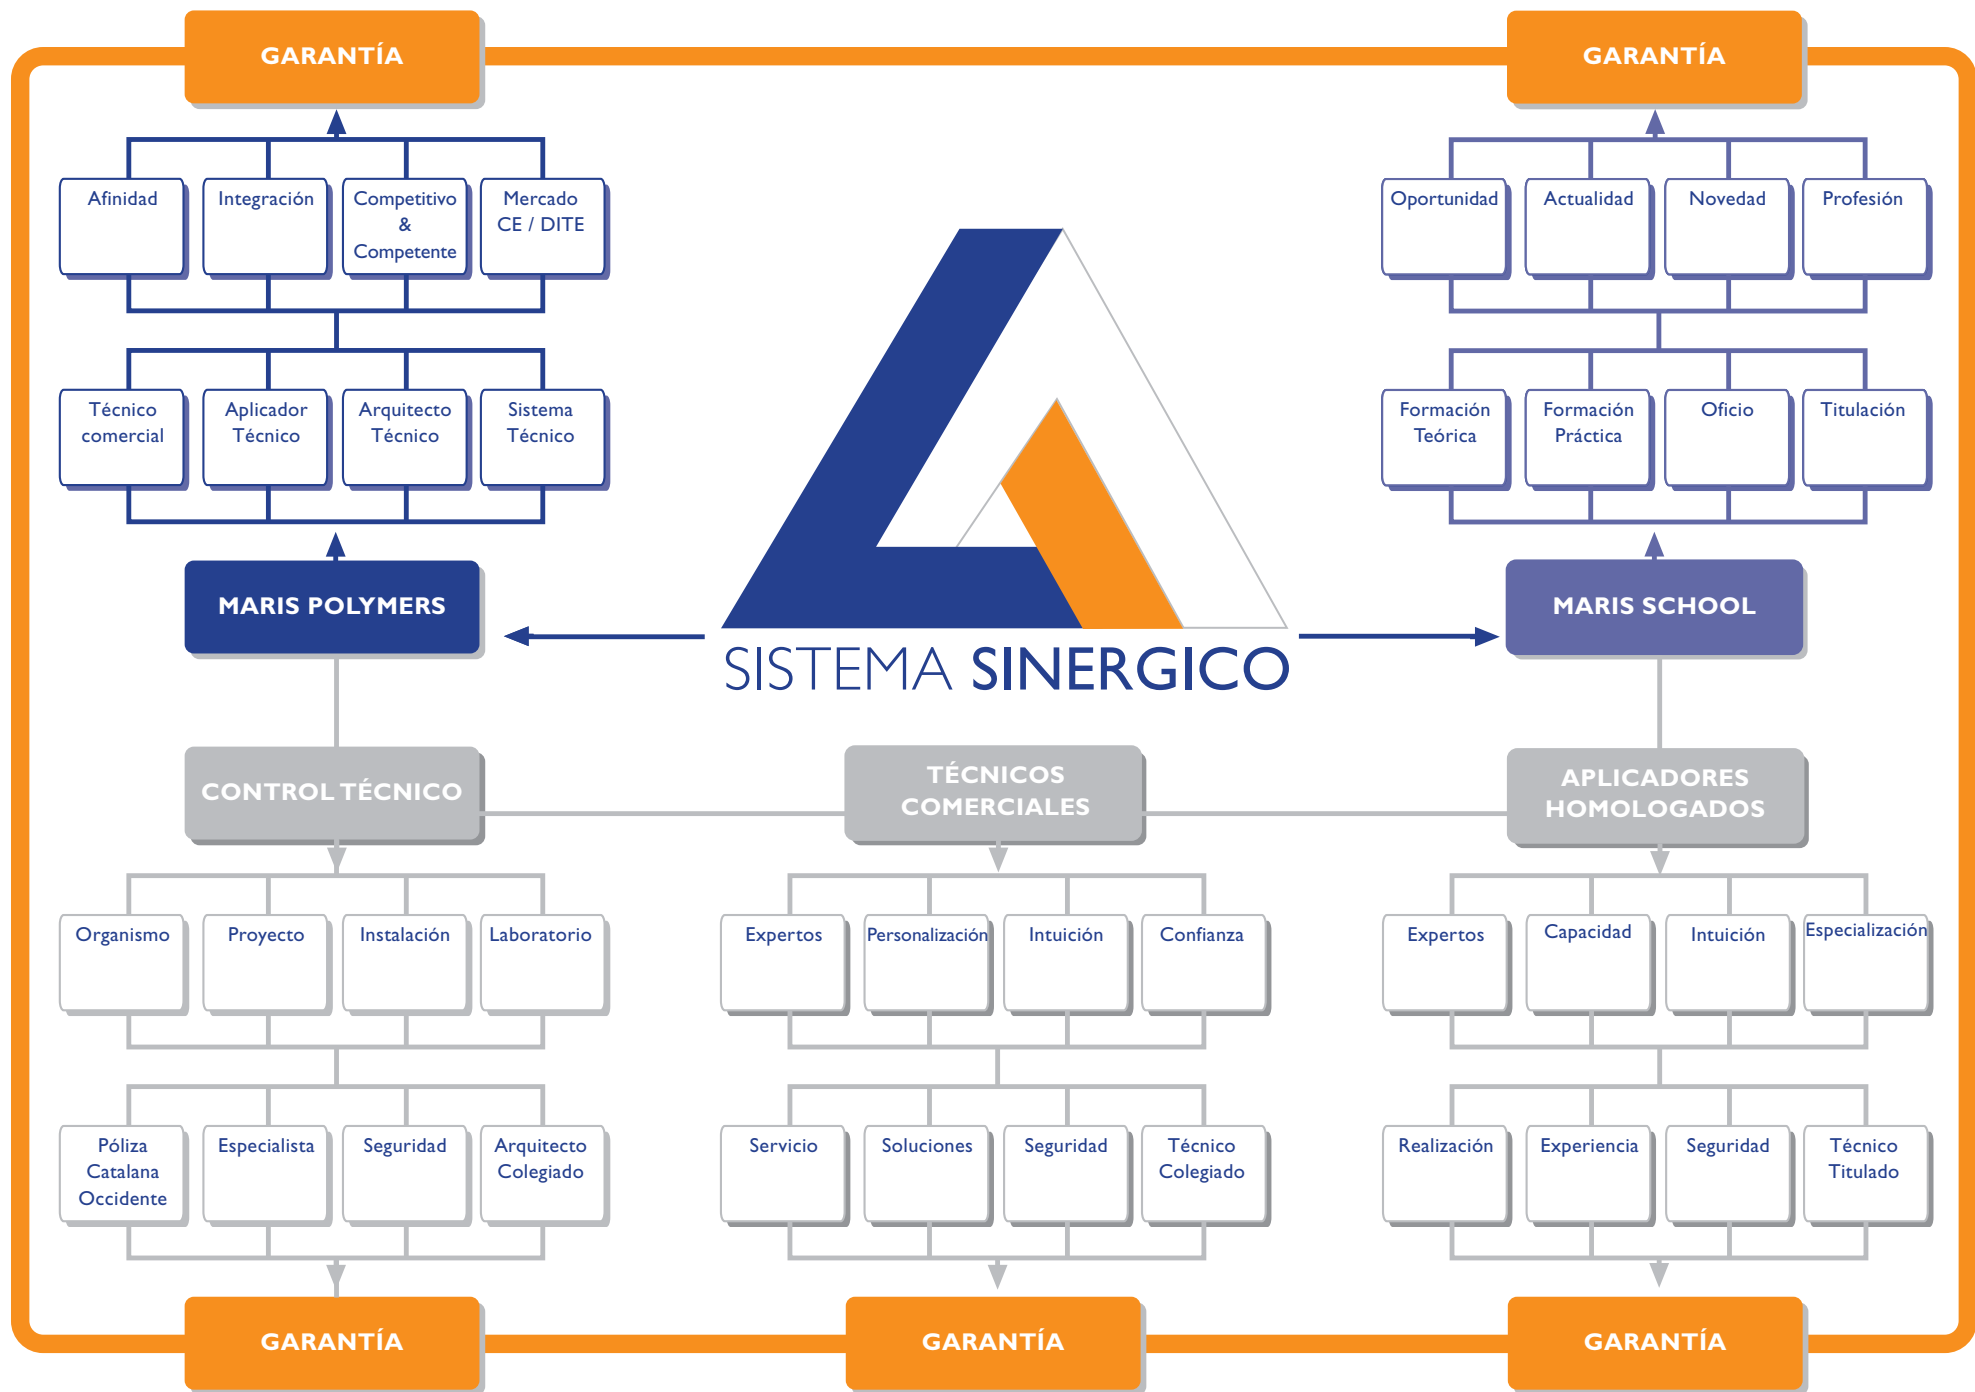 GARANTÍA
GARANTÍA
Afinidad
Integración
Competitivo
&
Competente
Mercado
CE / DITE
Oportunidad
Actualidad
Novedad
Profesión
Técnico
comercial
Aplicador
Técnico
Arquitecto
Técnico
Sistema
Técnico
Formación
Teórica
Formación
Práctica
Oficio
Titulación
MARIS POLYMERS
MARIS SCHOOL
SISTEMA SINERGICO
CONTROL TÉCNICO
TÉCNICOS
COMERCIALES
APLICADORES
HOMOLOGADOS
Organismo
Proyecto
Instalación
Laboratorio
Expertos
Personalización
Intuición
Confianza
Expertos
Capacidad
Intuición
Especialización
Póliza
Catalana
Occidente
Especialista
Seguridad
Arquitecto
Colegiado
Servicio
Soluciones
Seguridad
Técnico
Colegiado
Realización
Experiencia
Seguridad
Técnico
Titulado
GARANTÍA
GARANTÍA
GARANTÍA